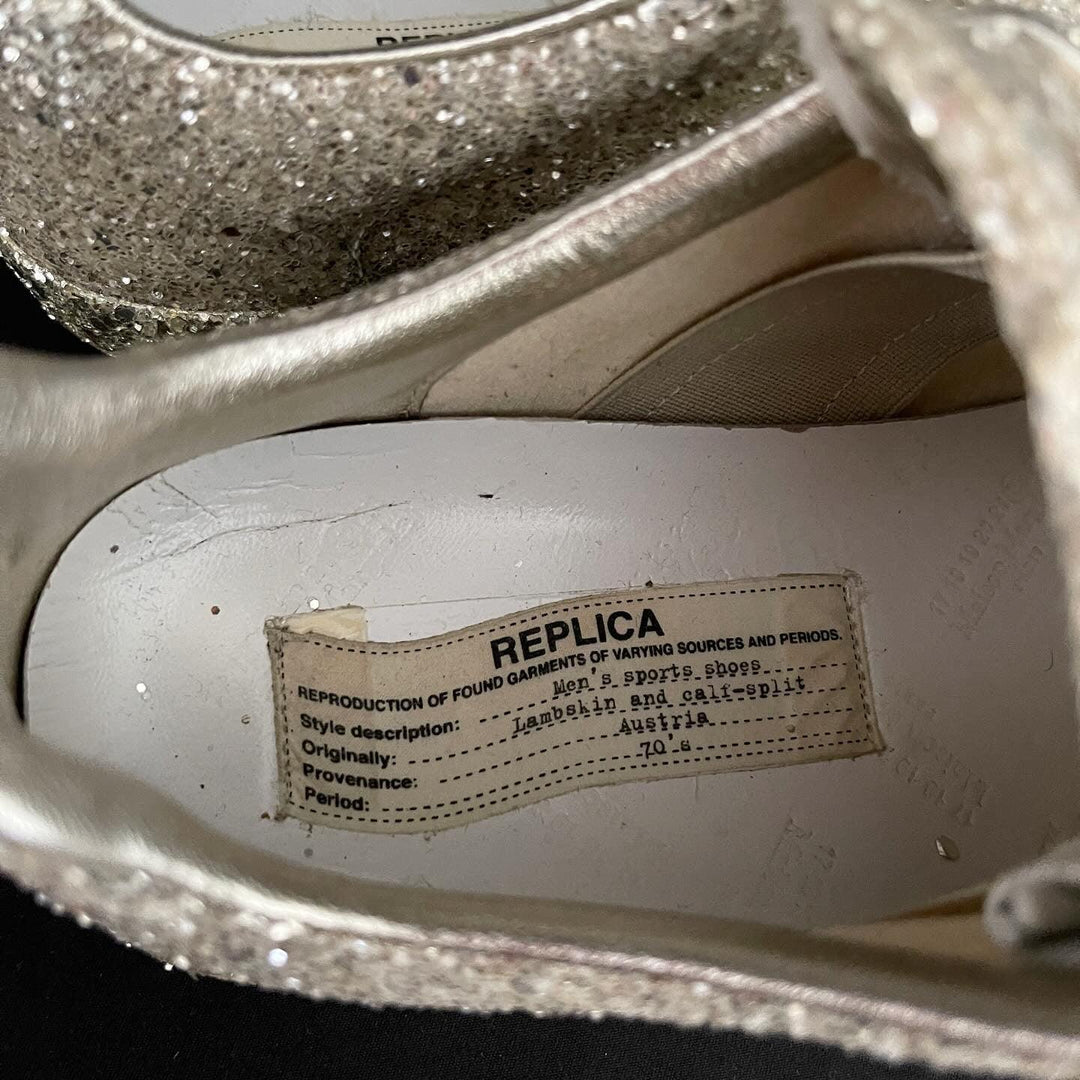 REPLICA
REPRODUCTION OF FOUND GARMENTS OF VARYING SOURCES AND PERIODS.
Style description: Men's sports shoes
Originally: Lambskin and calf-split
Provenance: Austria
Period: 70's